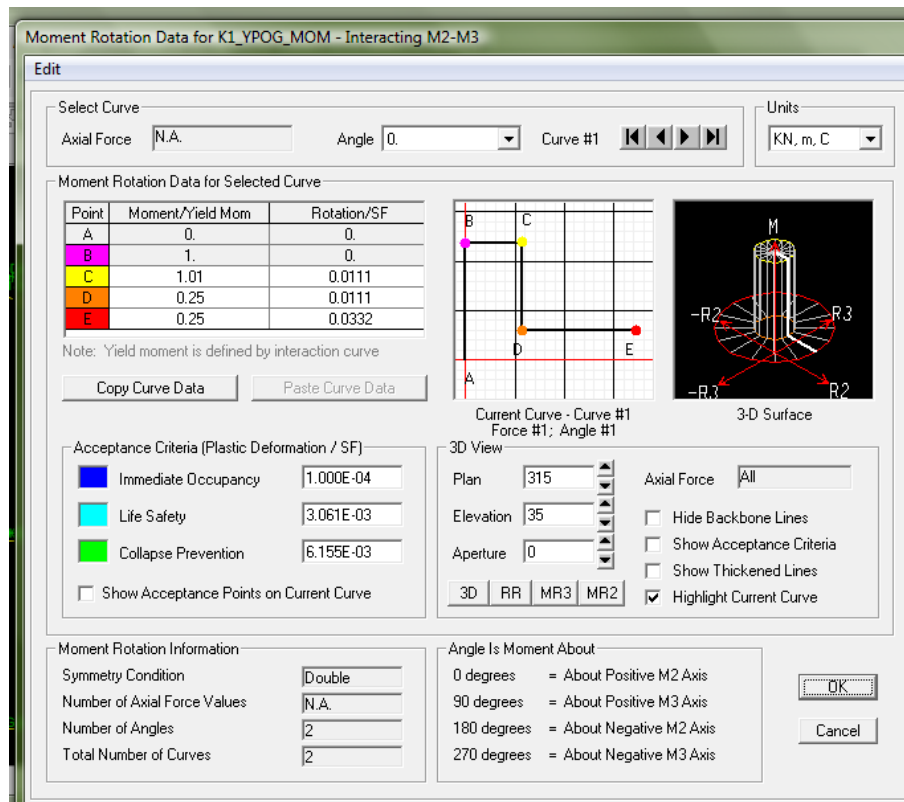 Moment Rotation Data for K1_YPOG_MOM - Interacting M2-M3
Edit
Select Curve
Axial Force N.A. Angle 0. Curve #1
Units
KN, m, C
Moment Rotation Data for Selected Curve
Point Moment/Yield Mom Rotation/SF
A 0. 0.
B 1. 0.
C 1.01 0.0111
D 0.25 0.0111
E 0.25 0.0332
Note: Yield moment is defined by interaction curve
Copy Curve Data Paste Curve Data
B C
D E
A
Current Curve - Curve #1
Force #1; Angle #1
M
-R2 R3
-R3 R2
3-D Surface
Acceptance Criteria (Plastic Deformation / SF)
Immediate Occupancy 1.000E-04
Life Safety 3.061E-03
Collapse Prevention 6.155E-03
Show Acceptance Points on Current Curve
3D View
Plan 315
Elevation 35
Aperture 0
3D RR MR3 MR2
Axial Force All
Hide Backbone Lines
Show Acceptance Criteria
Show Thickened Lines
Highlight Current Curve
Moment Rotation Information
Symmetry Condition Double
Number of Axial Force Values N.A.
Number of Angles 2
Total Number of Curves 2
Angle Is Moment About
0 degrees = About Positive M2 Axis
90 degrees = About Positive M3 Axis
180 degrees = About Negative M2 Axis
270 degrees = About Negative M3 Axis
OK
Cancel